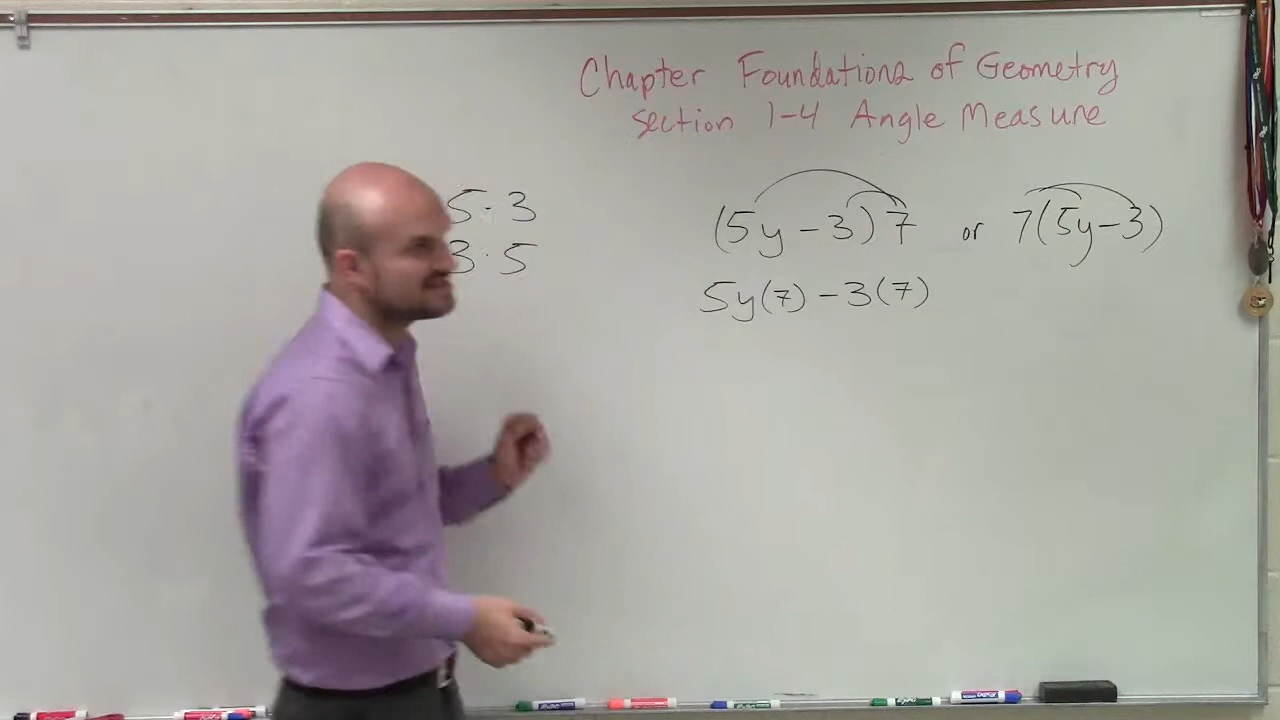 Chapter Foundations of Geometry
section 1-4 Angle Measure
5·3
3·5
(5y-3)7 or 7(5y-3)
5y(7)-3(7)